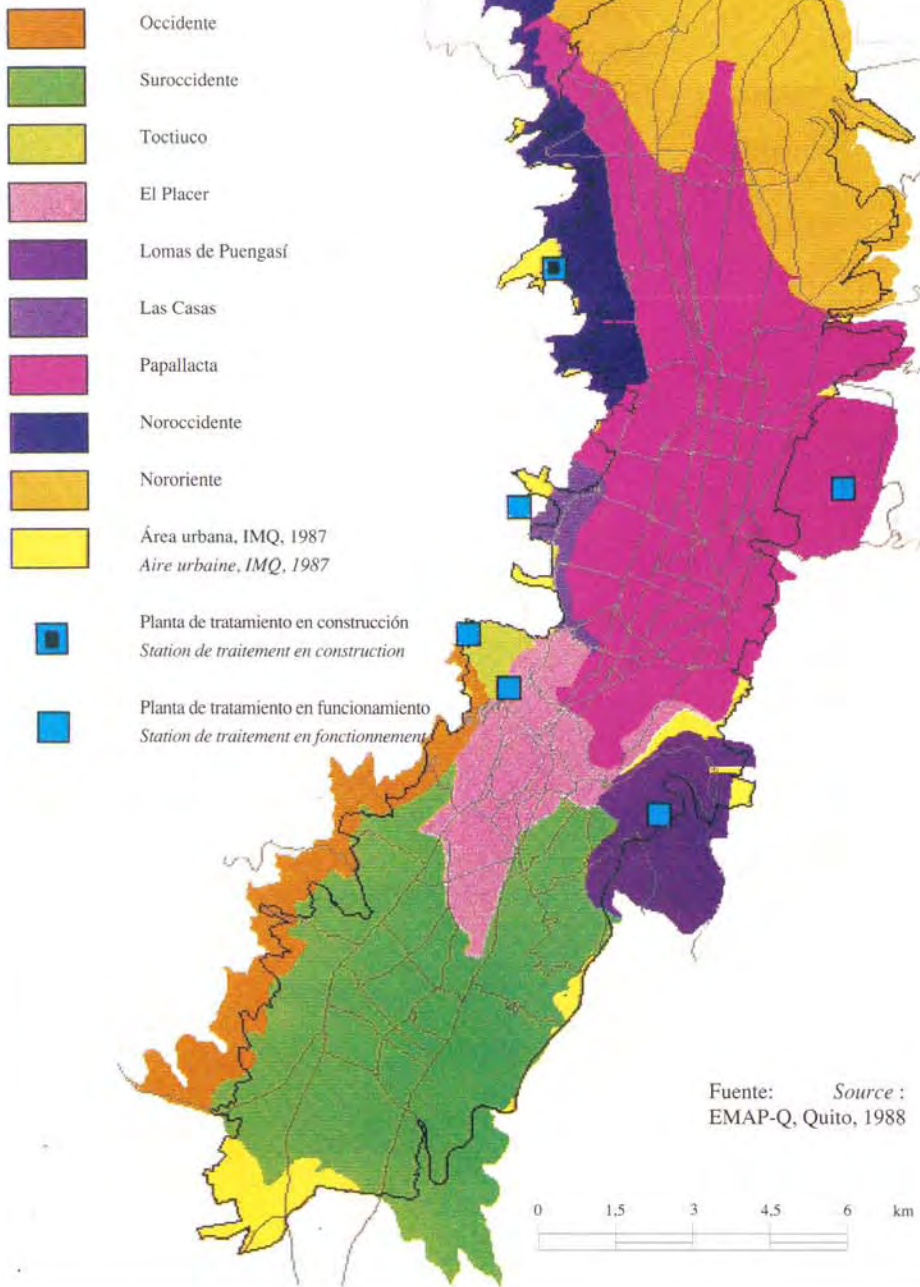 Occidente
Suroccidente
Toctiuco
El Placer
Lomas de Puengasí
Las Casas
Papallacta
Noroccidente
Nororiente
Área urbana, IMQ, 1987
Aire urbaine, IMQ, 1987
Planta de tratamiento en construcción
Station de traitement en construction
Planta de tratamiento en funcionamiento
Station de traitement en fonctionnement
Fuente: Source :
EMAP-Q, Quito, 1988
0 1,5 3 4,5 6 km